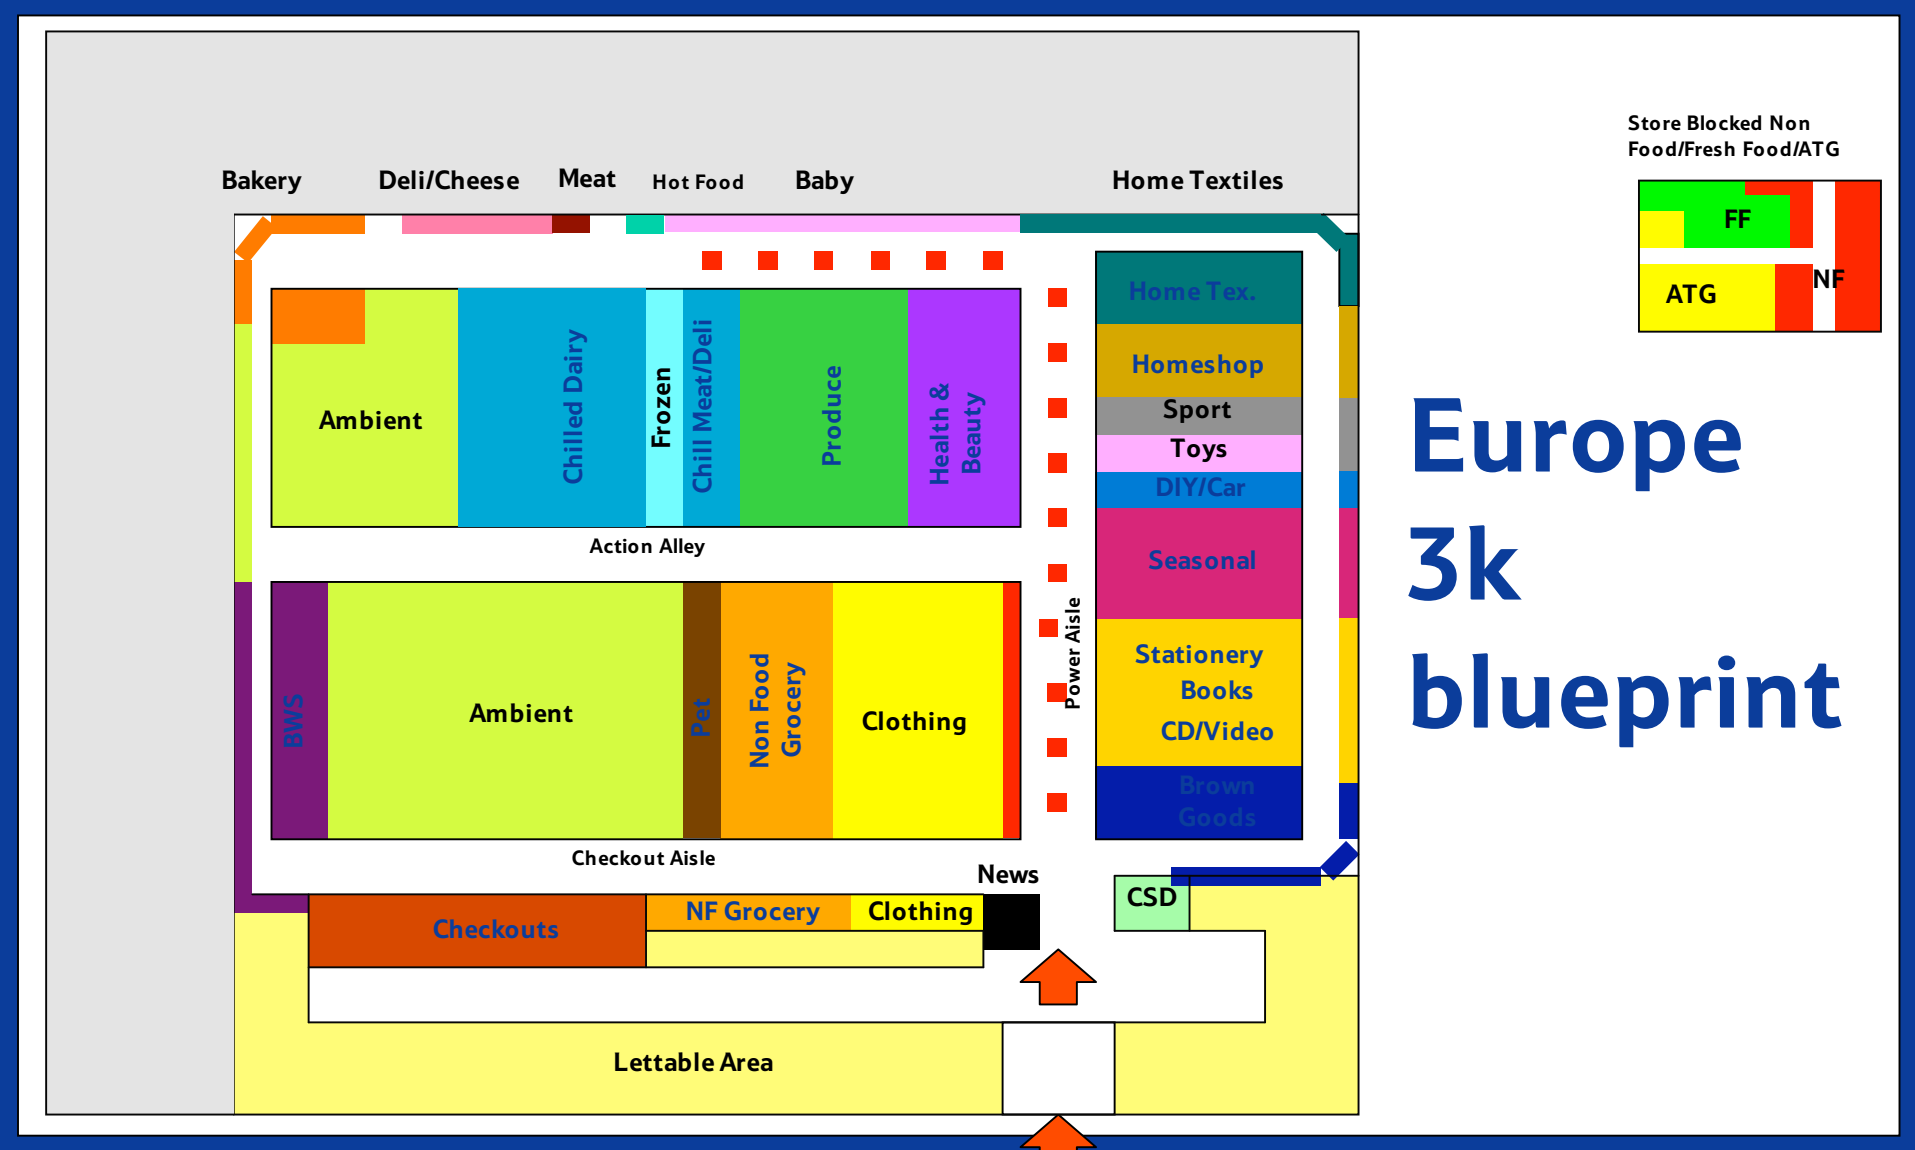 Store Blocked Non
Food/Fresh Food/ATG
Bakery
Deli/Cheese
Meat
Hot Food
Baby
Home Textiles
FF
NF
ATG
Home Tex.
Homeshop
Sport
Toys
DIY/Car
Seasonal
Stationery
Books
CD/Video
Brown
Goods
Ambient
Chilled Dairy
Frozen
Chill Meat/Deli
Produce
Health &
Beauty
Action Alley
Power Aisle
BWS
Ambient
Pet
Non Food
Grocery
Clothing
Checkout Aisle
News
CSD
Checkouts
NF Grocery
Clothing
Lettable Area
Europe
3k
blueprint